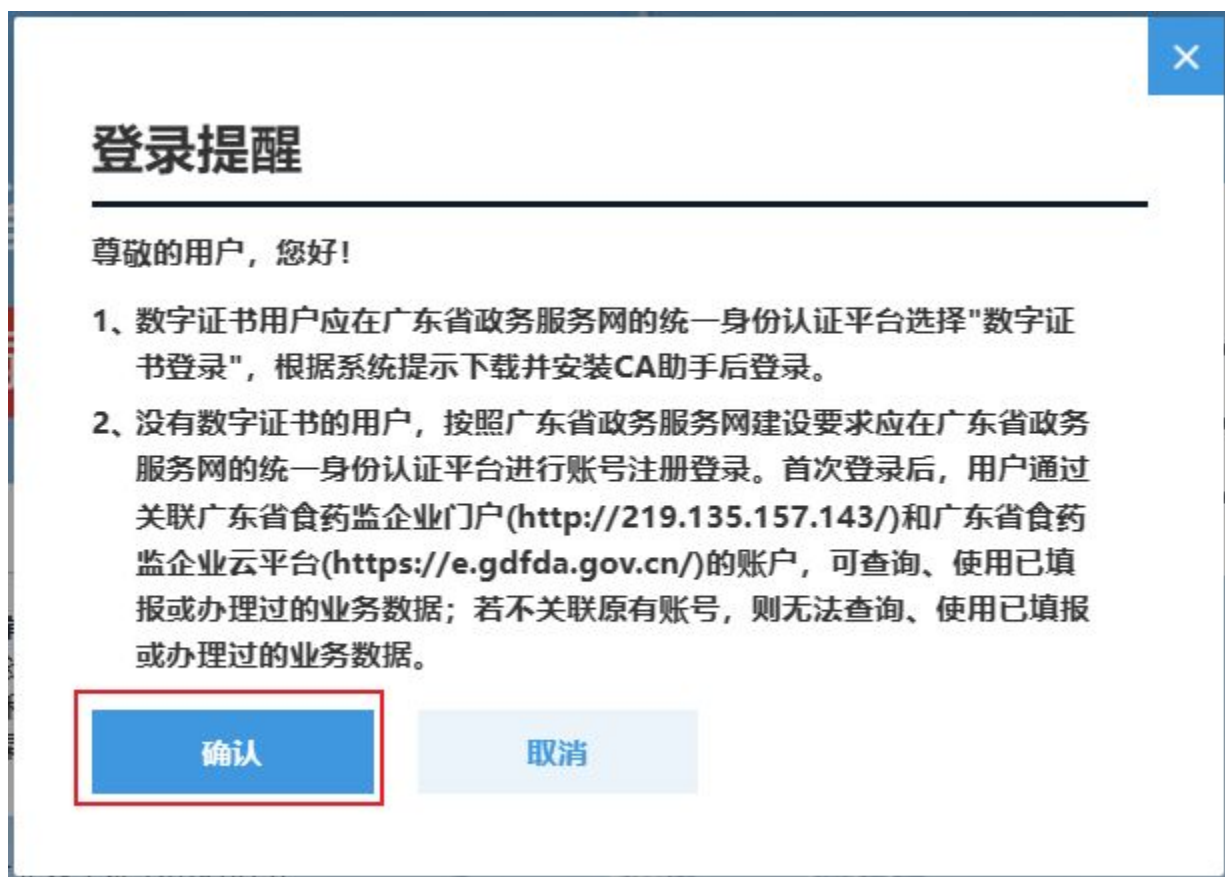 登录提醒
尊敬的用户，您好！
1、数字证书用户应在广东省政务服务网的统一身份认证平台选择"数字证
书登录"，根据系统提示下载并安装CA助手后登录。
2、没有数字证书的用户，按照广东省政务服务网建设要求应在广东省政务
服务网的统一身份认证平台进行账号注册登录。首次登录后，用户通过
关联广东省食药监企业门户(http://219.135.157.143/)和广东省食药
监企业云平台(https://e.gdfda.gov.cn/)的账户，可查询、使用已填
报或办理过的业务数据；若不关联原有账号，则无法查询、使用已填报
或办理过的业务数据。
确认 取消